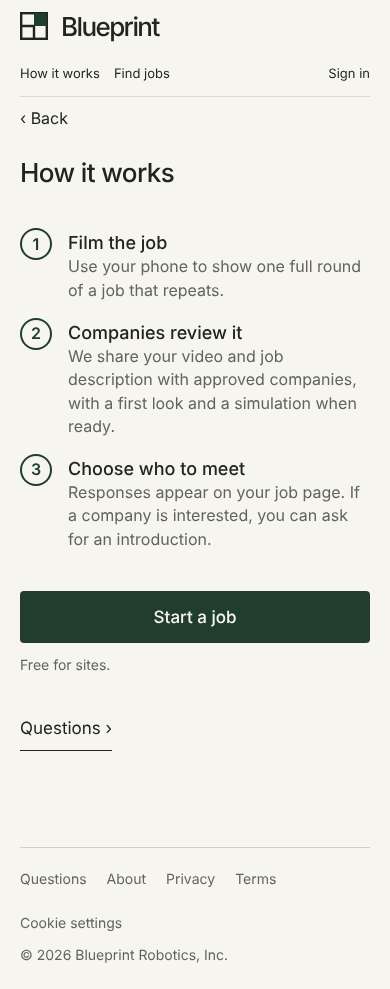 Blueprint
How it works Find jobs Sign in
‹ Back
How it works
1 Film the job
Use your phone to show one full round
of a job that repeats.
2 Companies review it
We share your video and job
description with approved companies,
with a first look and a simulation when
ready.
3 Choose who to meet
Responses appear on your job page. If
a company is interested, you can ask
for an introduction.
Start a job
Free for sites.
Questions ›
Questions About Privacy Terms
Cookie settings
© 2026 Blueprint Robotics, Inc.